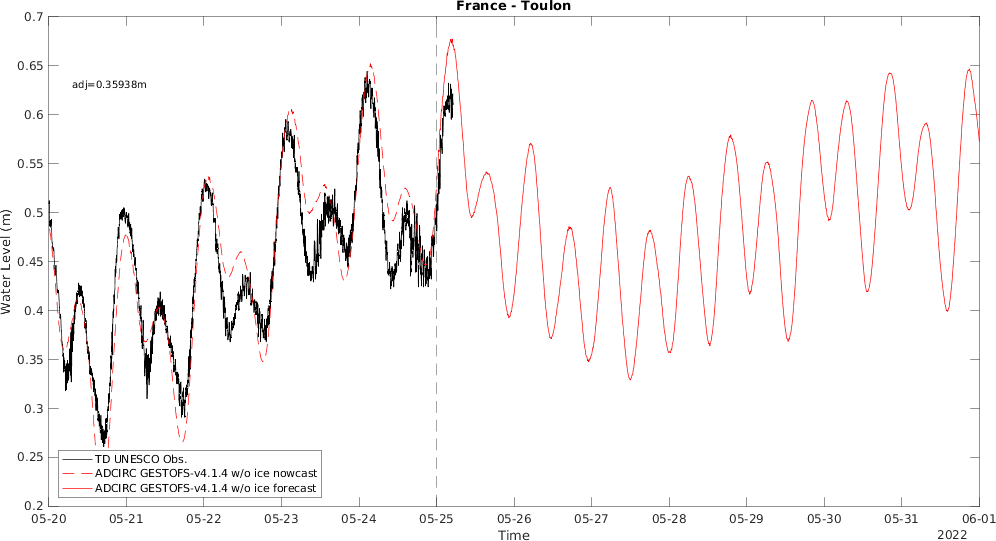 France - Toulon
0.7
0.65
adj=0.35938m
0.6
0.55
0.5
0.45
0.4
0.35
0.3
0.25
0.2
Water Level (m)
TD UNESCO Obs.
ADCIRC GESTOFS-v4.1.4 w/o ice nowcast
ADCIRC GESTOFS-v4.1.4 w/o ice forecast
05-20 05-21 05-22 05-23 05-24 05-25 05-26 05-27 05-28 05-29 05-30 05-31 06-01
Time
2022